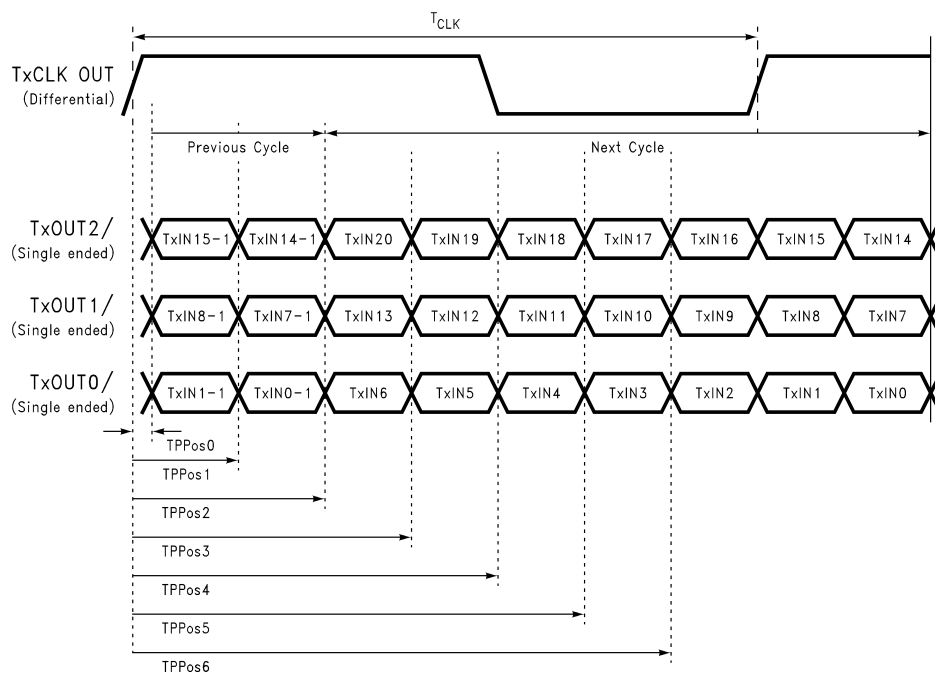 TCLK
TxCLK OUT
(Differential)
Previous Cycle
Next Cycle
TxOUT2/
(Single ended)
TxIN15-1 TxIN14-1 TxIN20 TxIN19 TxIN18 TxIN17 TxIN16 TxIN15 TxIN14
TxOUT1/
(Single ended)
TxIN8-1 TxIN7-1 TxIN13 TxIN12 TxIN11 TxIN10 TxIN9 TxIN8 TxIN7
TxOUT0/
(Single ended)
TxIN1-1 TxIN0-1 TxIN6 TxIN5 TxIN4 TxIN3 TxIN2 TxIN1 TxIN0
TPPos0
TPPos1
TPPos2
TPPos3
TPPos4
TPPos5
TPPos6